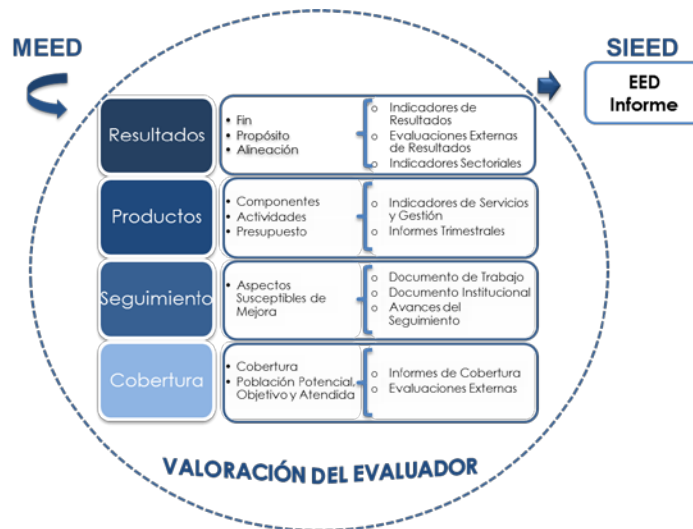 MEED
SIEED
EED
Informe
Resultados
• Fin
• Propósito
• Alineación
○ Indicadores de
Resultados
○ Evaluaciones Externas
de Resultados
○ Indicadores Sectoriales
Productos
• Componentes
• Actividades
• Presupuesto
○ Indicadores de Servicios
y Gestión
○ Informes Trimestrales
Seguimiento
• Aspectos
Susceptibles de
Mejora
○ Documento de Trabajo
○ Documento Institucional
○ Avances del
Seguimiento
Cobertura
• Cobertura
• Población Potencial,
Objetivo y Atendida
○ Informes de Cobertura
○ Evaluaciones Externas
VALORACIÓN DEL EVALUADOR